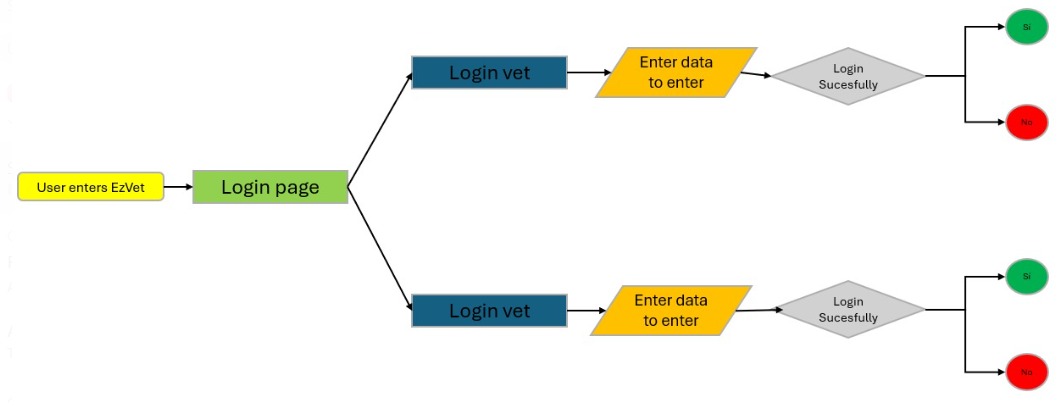 User enters EzVet
Login page
Login vet
Enter data
to enter
Login
Sucesfully
Si
No
Login vet
Enter data
to enter
Login
Sucesfully
Si
No